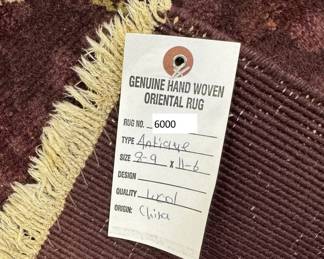 GENUINE HAND WOVEN
ORIENTAL RUG
RUG NO. 6000
TYPE Antique
SIZE 8-9 X 11-6
DESIGN
QUALITY Wool
ORIGIN: China